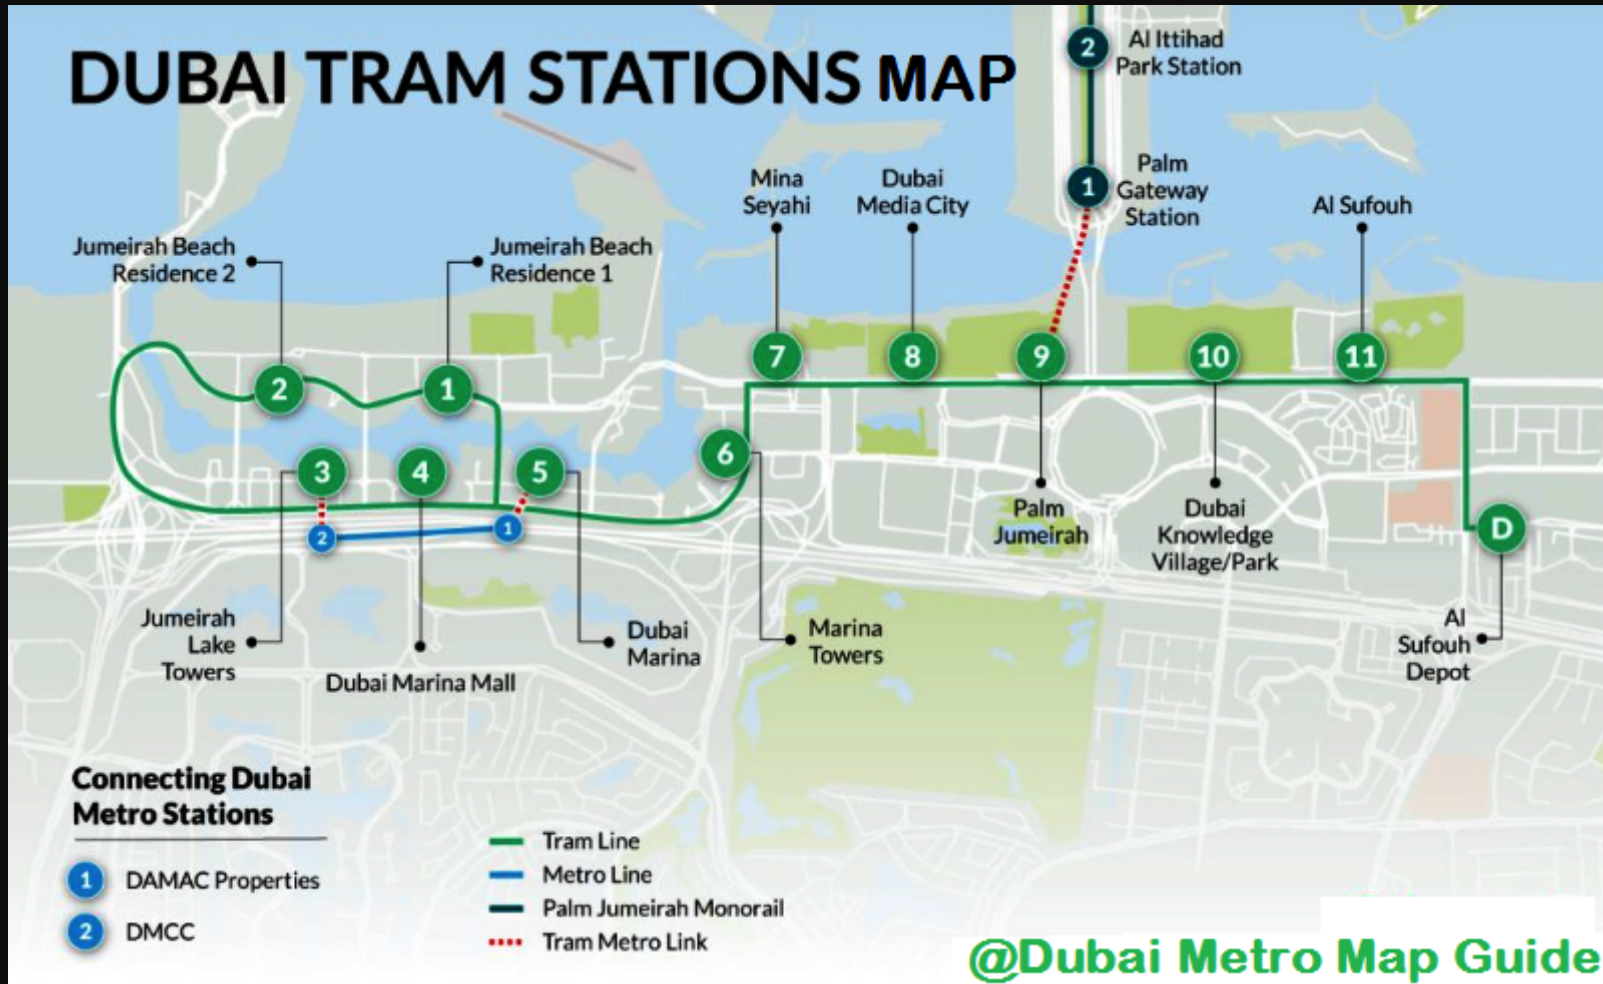 DUBAI TRAM STATIONS MAP
2
Al Ittihad
Park Station
1
Palm
Gateway
Station
Mina
Seyahi
Dubai
Media City
Al Sufouh
Jumeirah Beach
Residence 2
Jumeirah Beach
Residence 1
7
8
9
10
11
2
1
6
3
4
5
2
1
D
Palm
Jumeirah
Dubai
Knowledge
Village/Park
Jumeirah
Lake
Towers
Dubai Marina Mall
Dubai
Marina
Marina
Towers
Al
Sufouh
Depot
Connecting Dubai
Metro Stations
1 DAMAC Properties
2 DMCC
Tram Line
Metro Line
Palm Jumeirah Monorail
Tram Metro Link
@Dubai Metro Map Guide